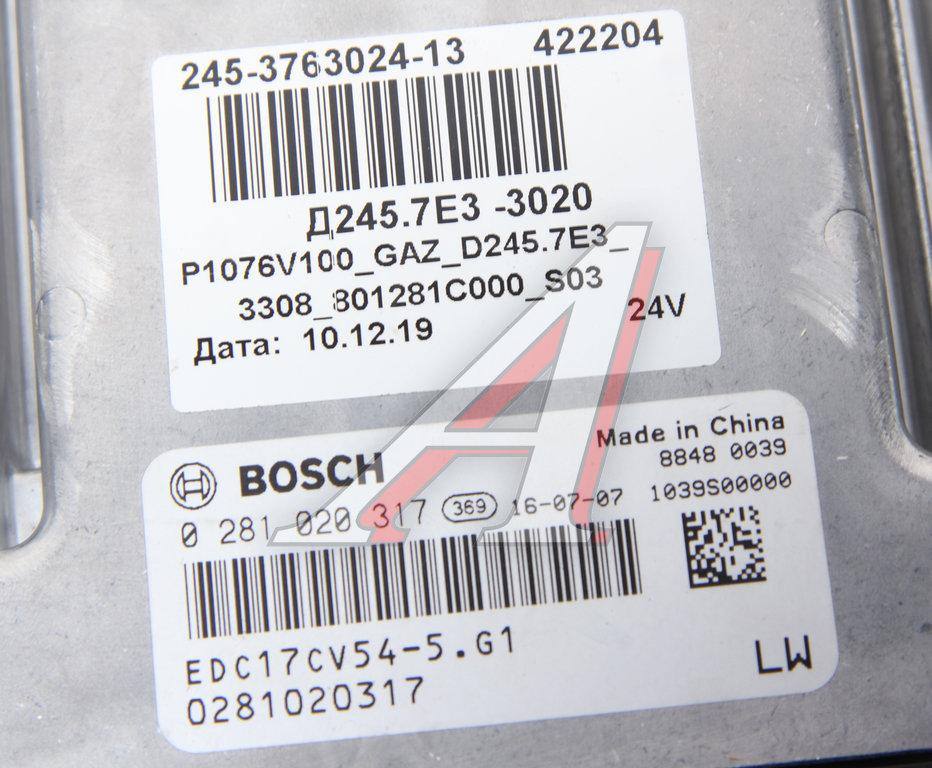 245-3763024-13 422204
Д245.7Е3 -3020
P1076V100_GAZ_D245.7E3_
3308_801281C000_S03
24V
Дата: 10.12.19
Made in China
8848 0039
BOSCH
0 281 020 317 369 16-07-07 1039S00000
EDC17CV54-5.G1
0281020317
LW